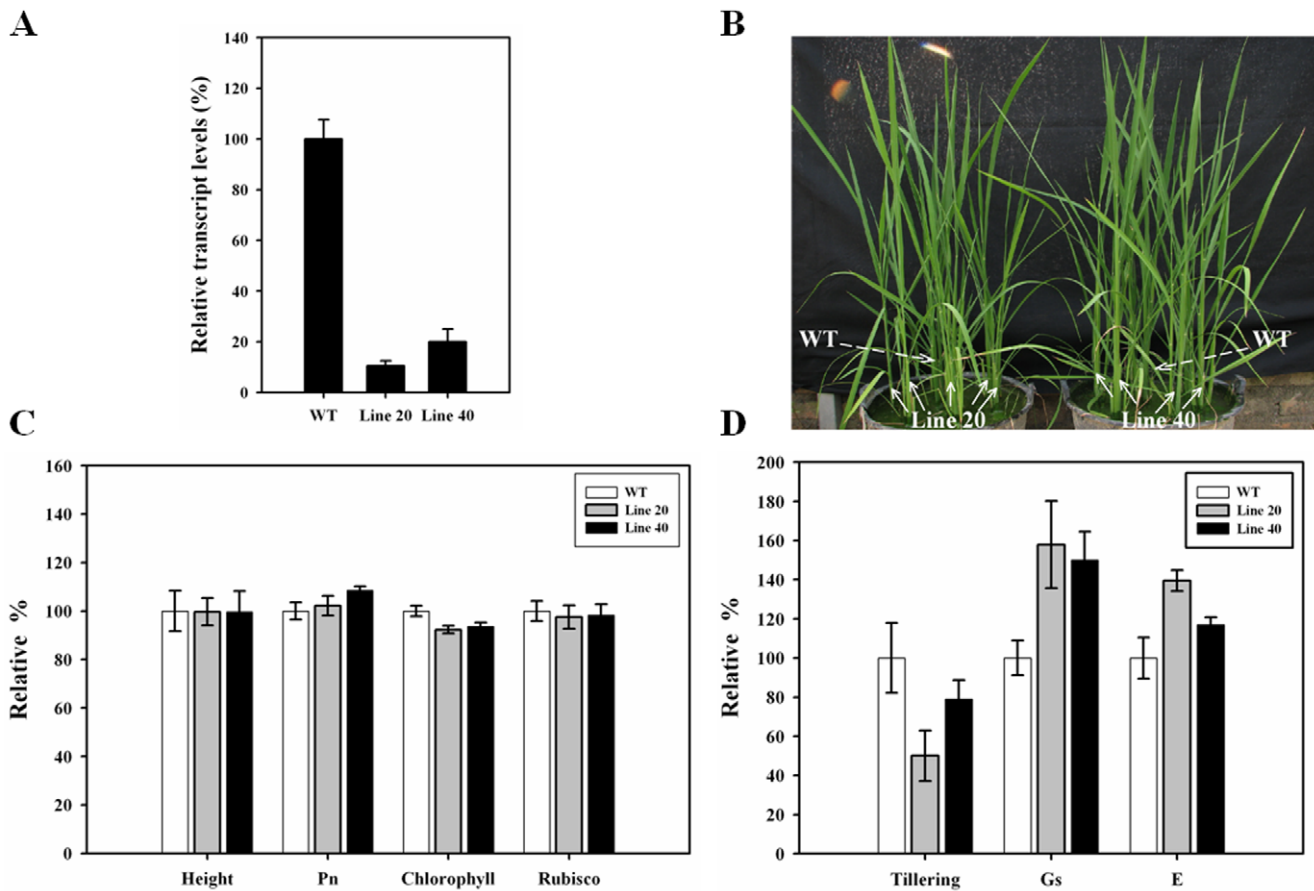 A
Relative transcript levels (%)
140
120
100
80
60
40
20
0
WT Line 20 Line 40
B
WT
WT
Line 20
Line 40
C
Relative %
160
140
120
100
80
60
40
20
0
WT
Line 20
Line 40
Height Pn Chlorophyll Rubisco
D
Relative %
200
180
160
140
120
100
80
60
40
20
0
WT
Line 20
Line 40
Tillering Gs E